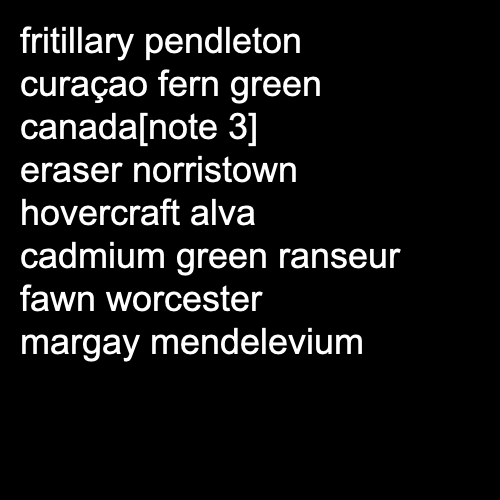 fritillary pendleton
curaçao fern green
canada[note 3]
eraser norristown
hovercraft alva
cadmium green ranseur
fawn worcester
margay mendelevium